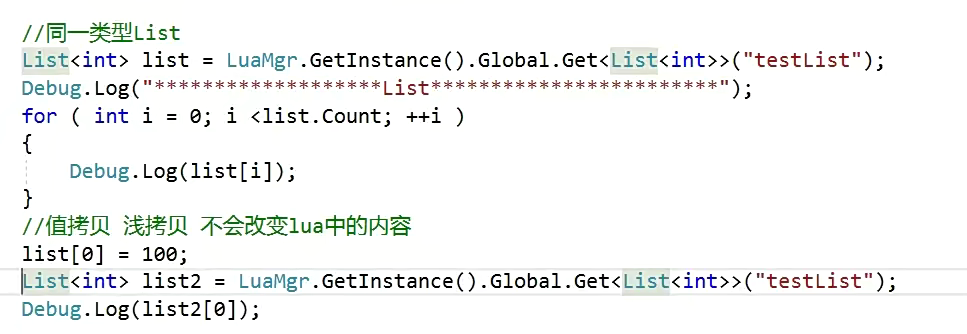 //同一类型List
List<int> list = LuaMgr.GetInstance().Global.Get<List<int>>("testList");
Debug.Log("*******************List************************");
for ( int i = 0; i <list.Count; ++i )
{
    Debug.Log(list[i]);
}
//值拷贝 浅拷贝 不会改变lua中的内容
list[0] = 100;
List<int> list2 = LuaMgr.GetInstance().Global.Get<List<int>>("testList");
Debug.Log(list2[0]);